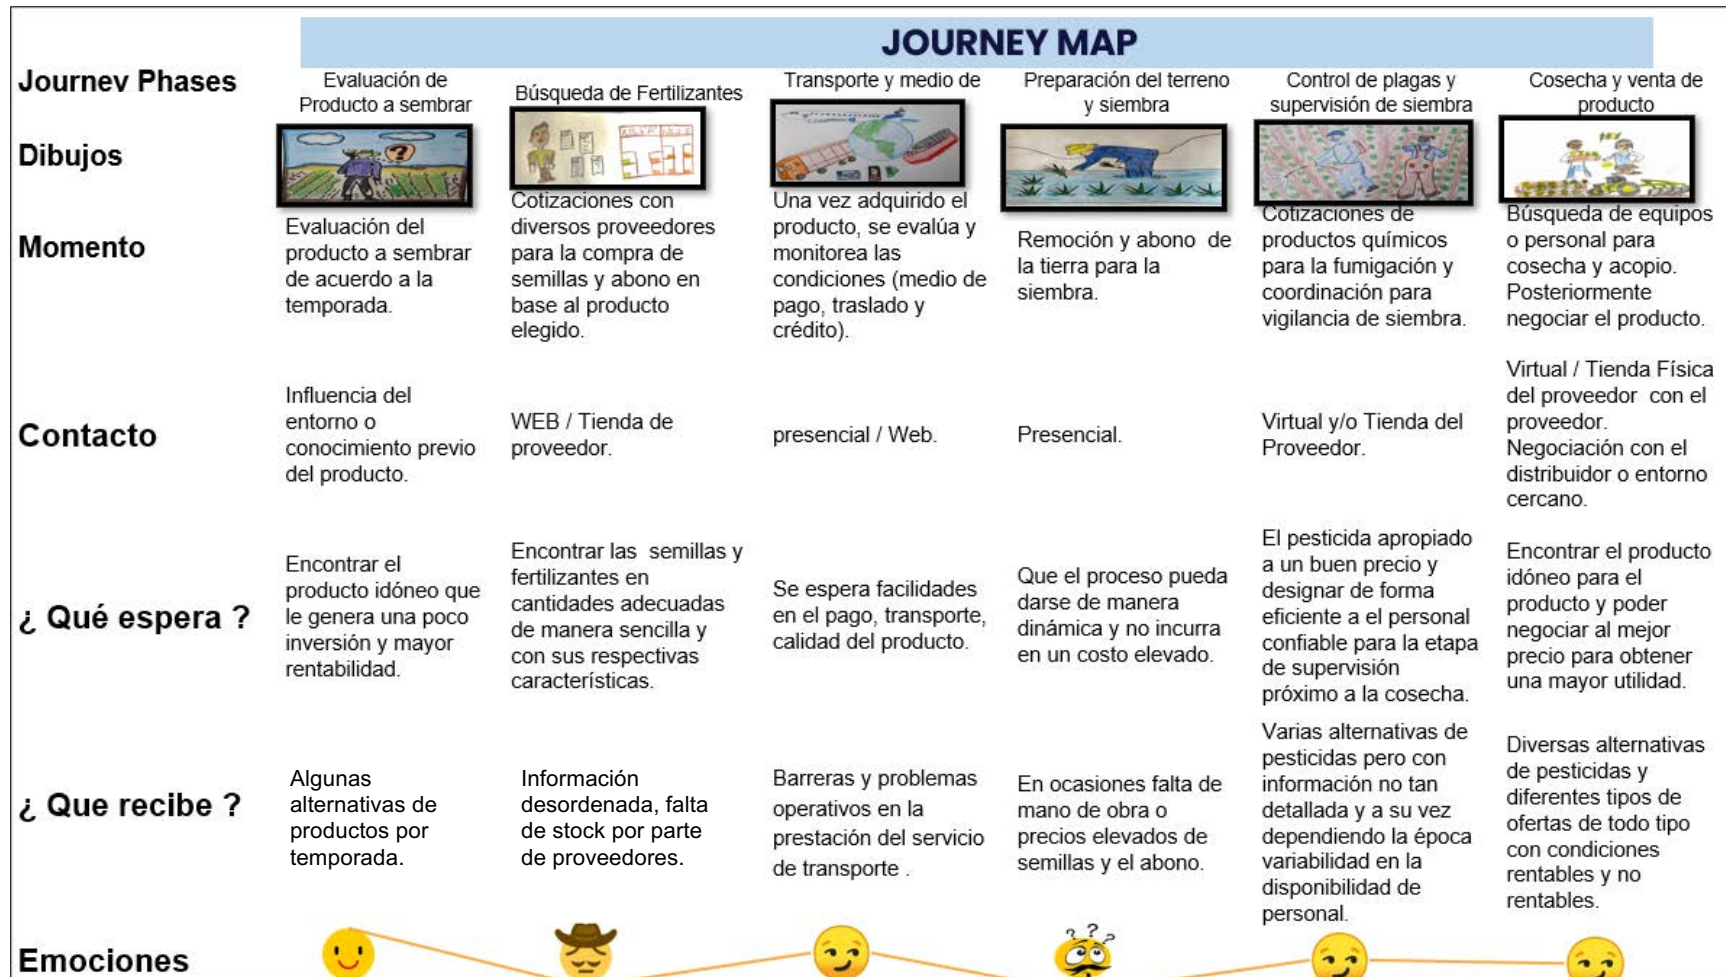 JOURNEY MAP
Journev Phases
Evaluación de
Producto a sembrar
Búsqueda de Fertilizantes
Transporte y medio de
Preparación del terreno
y siembra
Control de plagas y
supervisión de siembra
Cosecha y venta de
producto
Dibujos
?
Momento
Evaluación del
producto a sembrar
de acuerdo a la
temporada.
Cotizaciones con
diversos proveedores
para la compra de
semillas y abono en
base al producto
elegido.
Una vez adquirido el
producto, se evalúa y
monitorea las
condiciones (medio de
pago, traslado y
crédito).
Remoción y abono de
la tierra para la
siembra.
Cotizaciones de
productos químicos
para la fumigación y
coordinación para
vigilancia de siembra.
Búsqueda de equipos
o personal para
cosecha y acopio.
Posteriormente
negociar el producto.
Contacto
Influencia del
entorno o
conocimiento previo
del producto.
WEB / Tienda de
proveedor.
presencial / Web.
Presencial.
Virtual y/o Tienda del
Proveedor.
Virtual / Tienda Física
del proveedor con el
proveedor.
Negociación con el
distribuidor o entorno
cercano.
¿ Qué espera ?
Encontrar el
producto idóneo que
le genera una poco
inversión y mayor
rentabilidad.
Encontrar las semillas y
fertilizantes en
cantidades adecuadas
de manera sencilla y
con sus respectivas
características.
Se espera facilidades
en el pago, transporte,
calidad del producto.
Que el proceso pueda
darse de manera
dinámica y no incurra
en un costo elevado.
El pesticida apropiado
a un buen precio y
designar de forma
eficiente a el personal
confiable para la etapa
de supervisión
próximo a la cosecha.
Encontrar el producto
idóneo para el
producto y poder
negociar al mejor
precio para obtener
una mayor utilidad.
¿ Que recibe ?
Algunas
alternativas de
productos por
temporada.
Información
desordenada, falta
de stock por parte
de proveedores.
Barreras y problemas
operativos en la
prestación del servicio
de transporte .
En ocasiones falta de
mano de obra o
precios elevados de
semillas y el abono.
Varias alternativas de
pesticidas pero con
información no tan
detallada y a su vez
dependiendo la época
variabilidad en la
disponibilidad de
personal.
Diversas alternativas
de pesticidas y
diferentes tipos de
ofertas de todo tipo
con condiciones
rentables y no
rentables.
Emociones
???